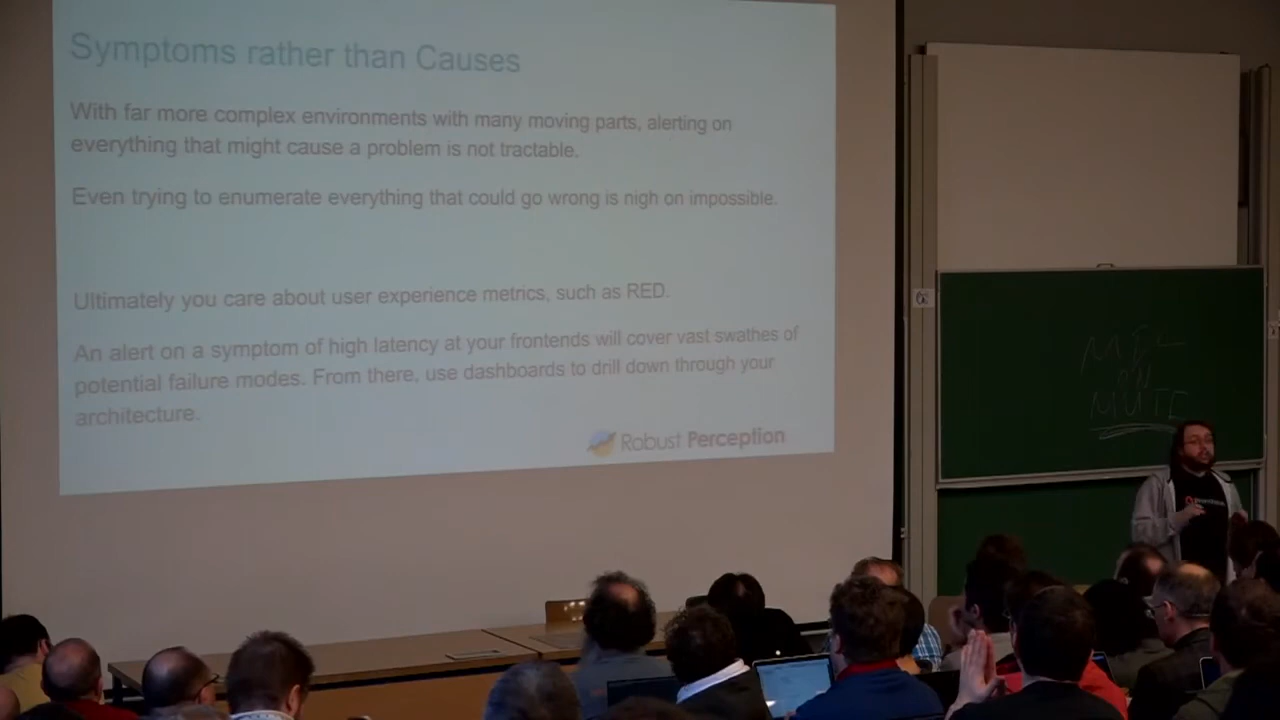 Symptoms rather than Causes
With far more complex environments with many moving parts, alerting on
everything that might cause a problem is not tractable.
Even trying to enumerate everything that could go wrong is nigh on impossible.
Ultimately you care about user experience metrics, such as RED.
An alert on a symptom of high latency at your frontends will cover vast swathes of
potential failure modes. From there, use dashboards to drill down through your
architecture.
Robust Perception
MIC
ON
MUTE